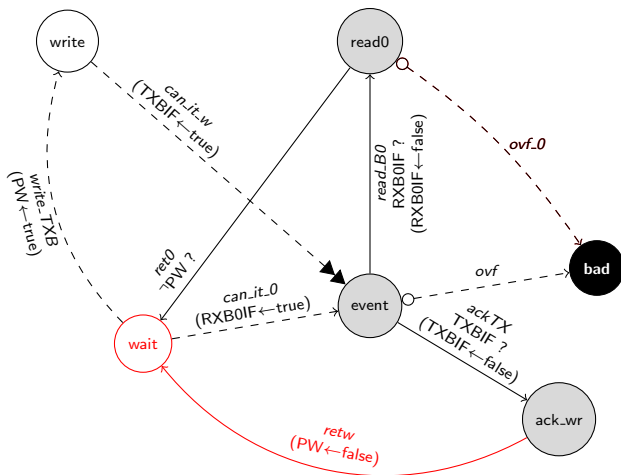 write
read0
can_it_w
(TXBIF←true)
ovf_0
read_B0
RXB0IF ?
(RXB0IF←false)
write_TXB
(PW←true)
ret0
¬PW ?
can_it_0
(RXB0IF←true)
ovf
bad
event
wait
ackTX
TXBIF ?
(TXBIF←false)
ack_wr
retw
(PW←false)